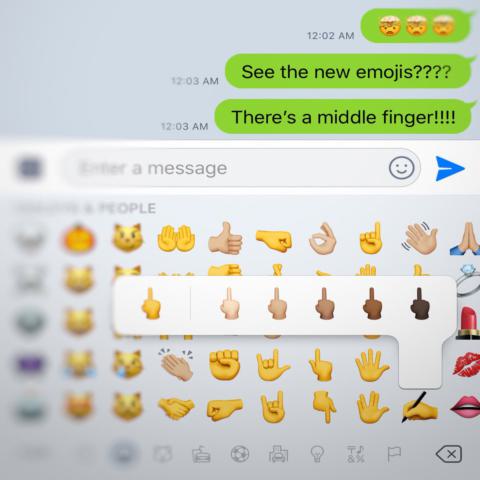 12:02 AM
See the new emojis????
12:03 AM
There's a middle finger!!!!
12:03 AM
Enter a message
& PEOPLE